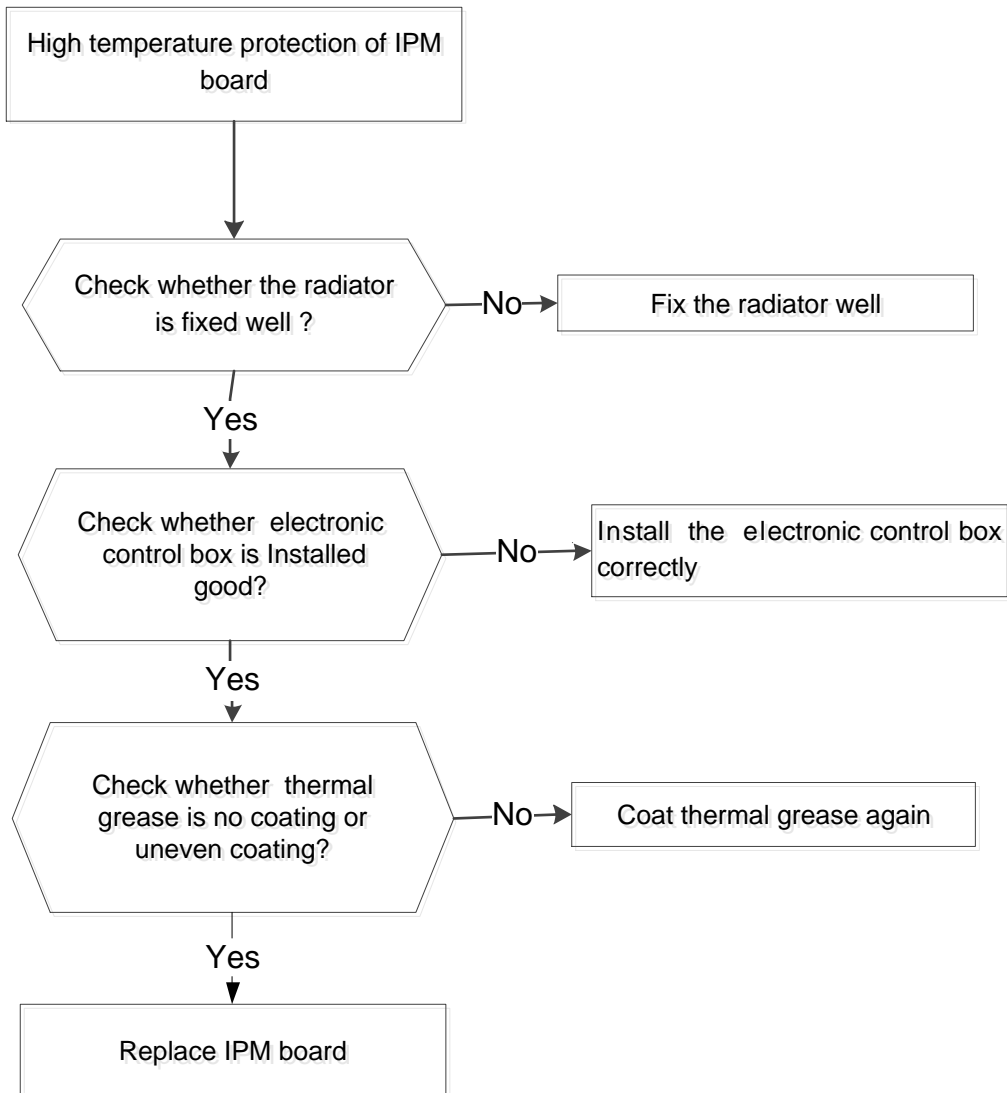 High temperature protection of IPM
board
Check whether the radiator
is fixed well ?
No
Fix the radiator well
Yes
Check whether electronic
control box is Installed
good?
No
Install the electronic control box
correctly
Yes
Check whether thermal
grease is no coating or
uneven coating?
No
Coat thermal grease again
Yes
Replace IPM board